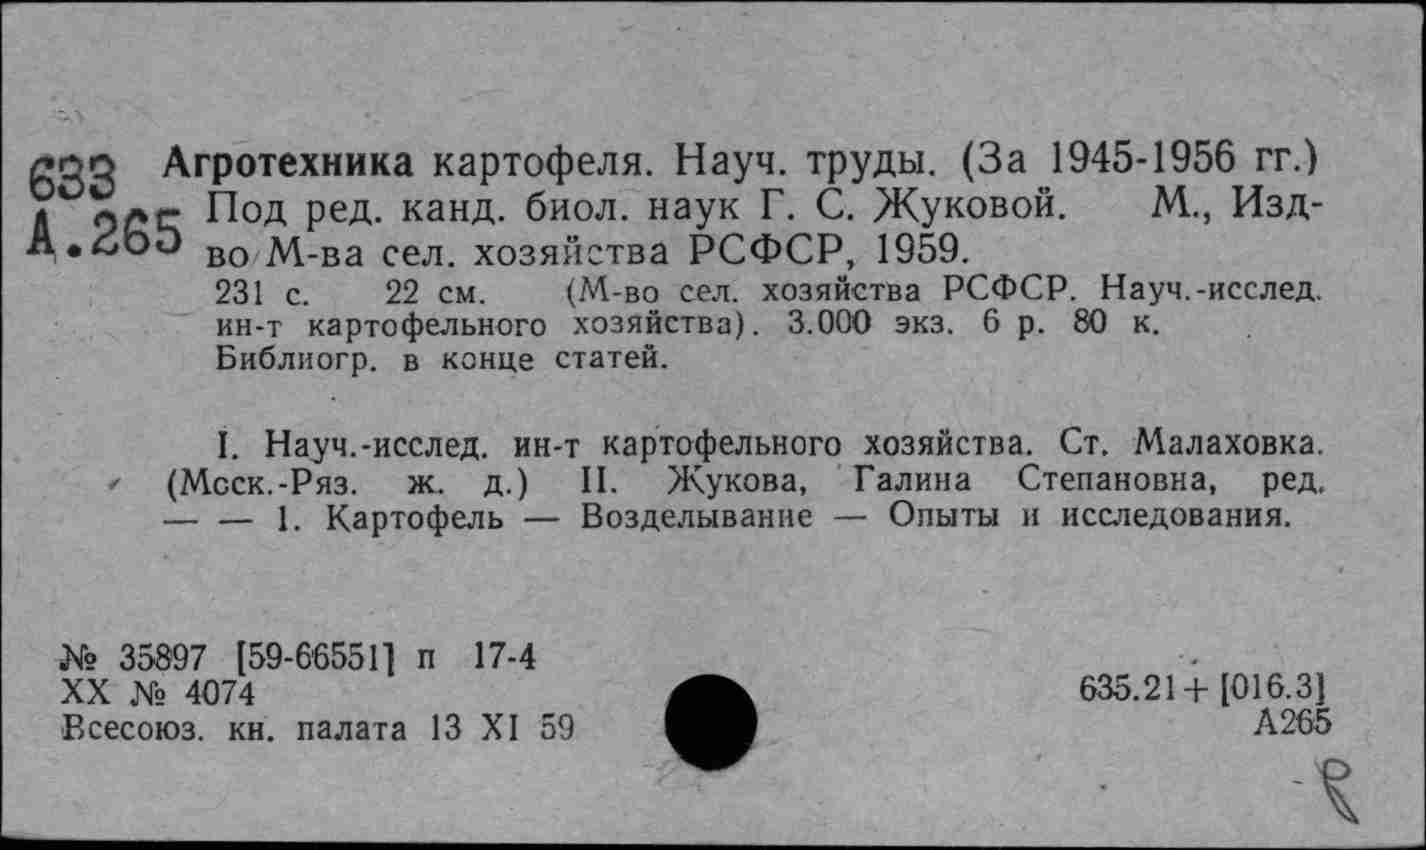 633 Агротехника картофеля. Науч. труды. (За 1945-1956 гг.)
А.265 Под ред. канд. биол. наук Г. С. Жуковой. М., Изд-
во М-ва сел. хозяйства РСФСР, 1959.
231 с. 22 см. (М-во сел. хозяйства РСФСР. Науч.-исслед.
ин-т картофельного хозяйства). 3.000 экз. 6 р. 80 к.
Библиогр. в конце статей.
I. Науч.-исслед. ин-т картофельного хозяйства. Ст. Малаховка.
(Мсск.-Ряз. ж. д.) II. Жукова, Галина Степановна, ред.
— — 1. Картофель — Возделывание — Опыты и исследования.
№ 35897 [59-66551] п 17-4
XX № 4074
Всесоюз. кн. палата 13 XI 59
635.21+[016.3]
А265